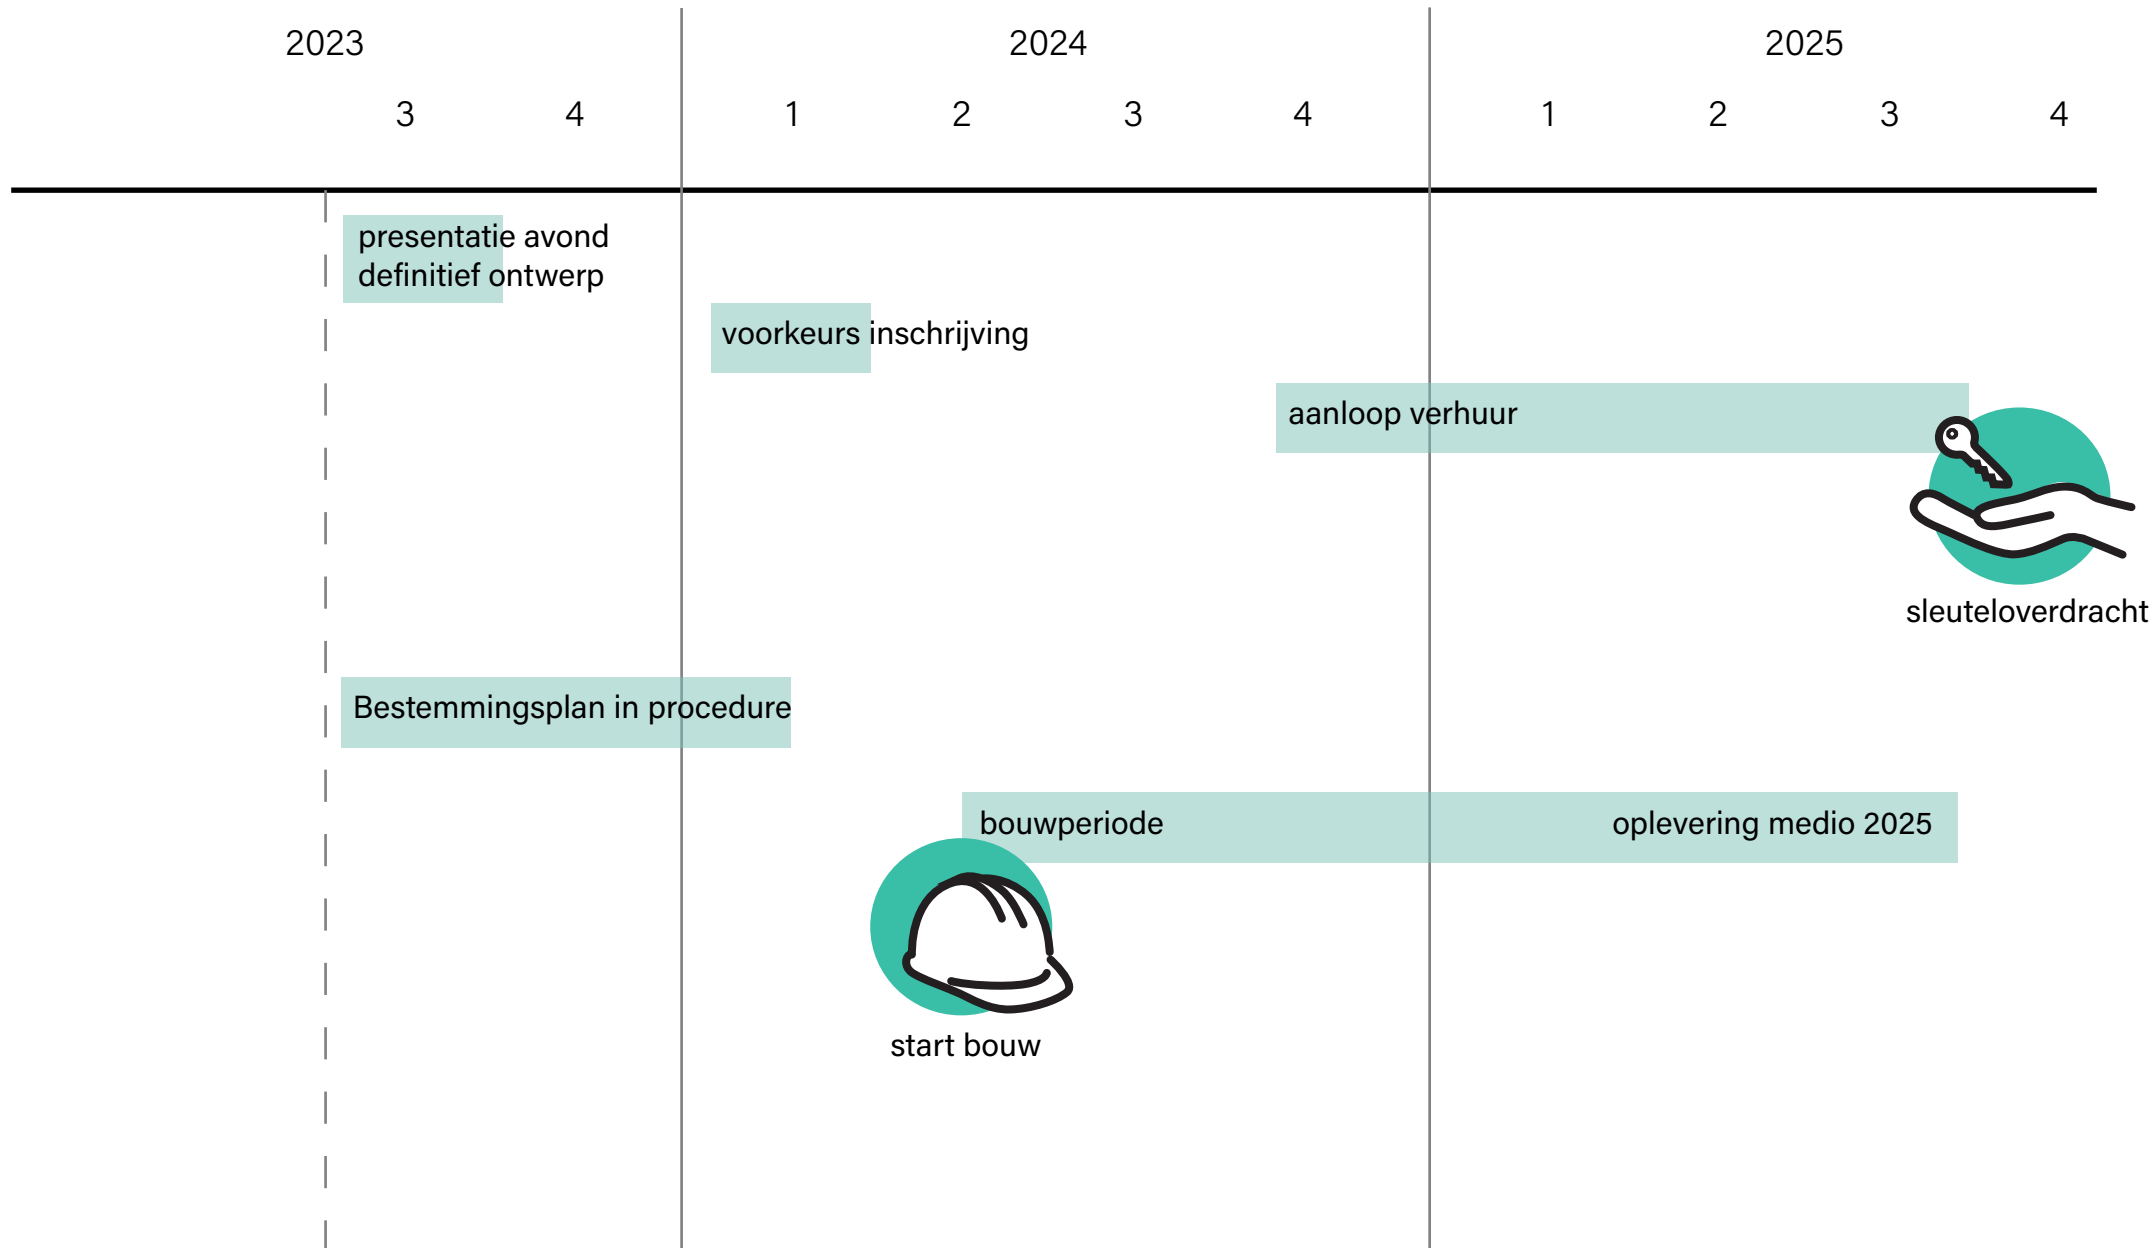 2023 2024 2025
3 4 1 2 3 4 1 2 3 4
presentatie avond
definitief ontwerp
voorkeurs inschrijving
aanloop verhuur
sleuteloverdracht
Bestemmingsplan in procedure
bouwperiode oplevering medio 2025
start bouw